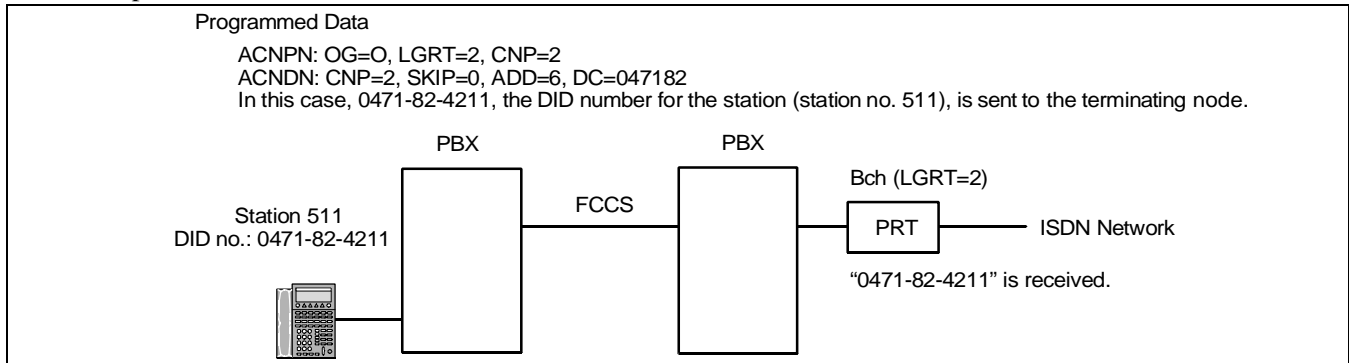 Programmed Data
ACNPN: OG=O, LGRT=2, CNP=2
ACNDN: CNP=2, SKIP=0, ADD=6, DC=047182
In this case, 0471-82-4211, the DID number for the station (station no. 511), is sent to the terminating node.
PBX
PBX
Bch (LGRT=2)
FCCS
Station 511
DID no.: 0471-82-4211
PRT
ISDN Network
“0471-82-4211” is received.